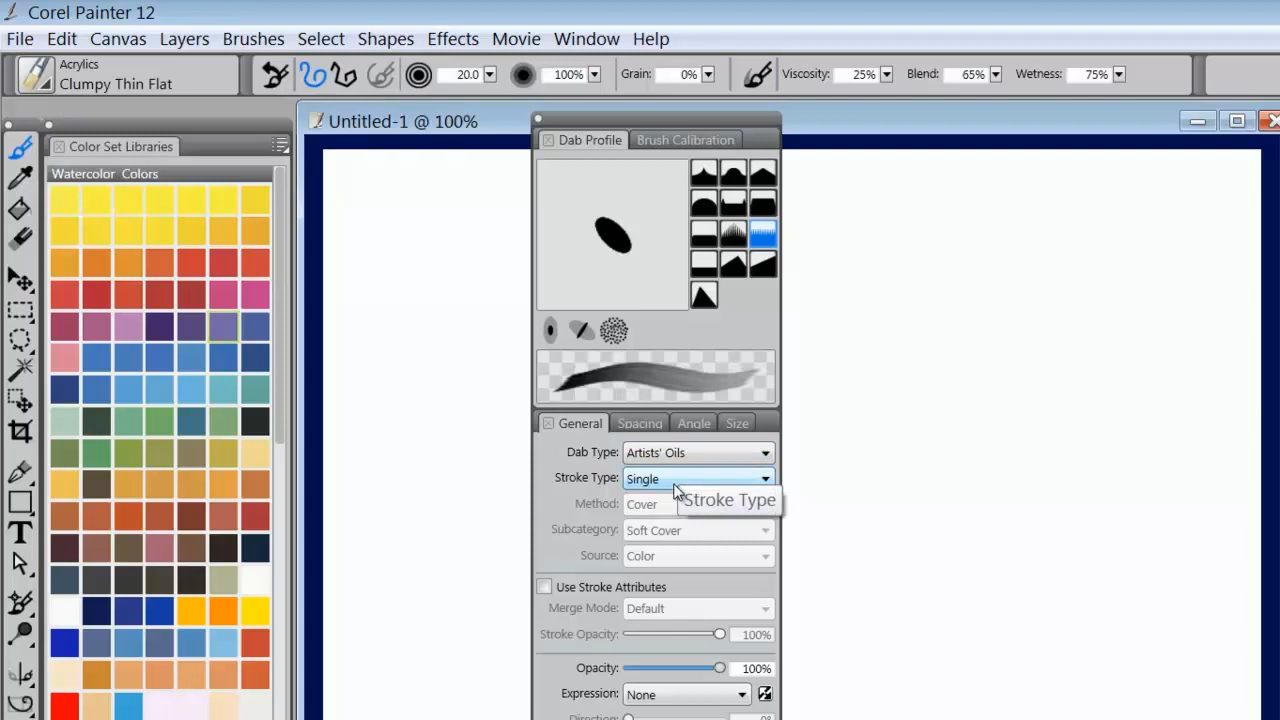 Corel Painter 12
File Edit Canvas Layers Brushes Select Shapes Effects Movie Window Help
Acrylics
Clumpy Thin Flat
20.0 100% Grain: 0% Viscosity: 25% Blend: 65% Wetness: 75%
Untitled-1 @ 100%
Color Set Libraries
Watercolor Colors
Dab Profile Brush Calibration
General Spacing Angle Size
Dab Type: Artists' Oils
Stroke Type: Single
Stroke Type
Method: Cover
Subcategory: Soft Cover
Source: Color
Use Stroke Attributes
Merge Mode: Default
Stroke Opacity: 100%
Opacity: 100%
Expression: None
Direction: 0°
T